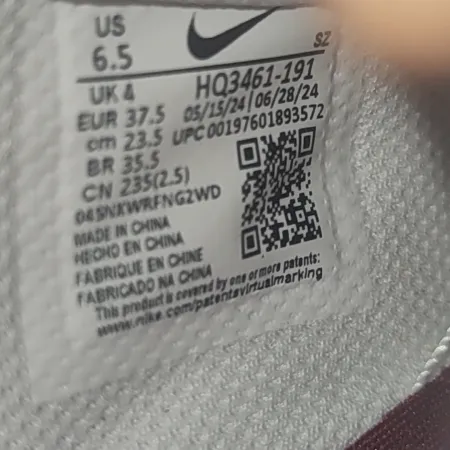 US
6.5
SZ
UK 4
HQ3461-191
EUR 37.5
05/15/24 | 06/28/24
cm 23.5
UPC 00197601893572
BR 35.5
CN 235(2.5)
04SNXWRFNG2WD
MADE IN CHINA
HECHO EN CHINA
FABRIQUE EN CHINE
FABRICADO NA CHINA
This product is covered by one or more patents:
www.nike.com/patentsvirtualmarking